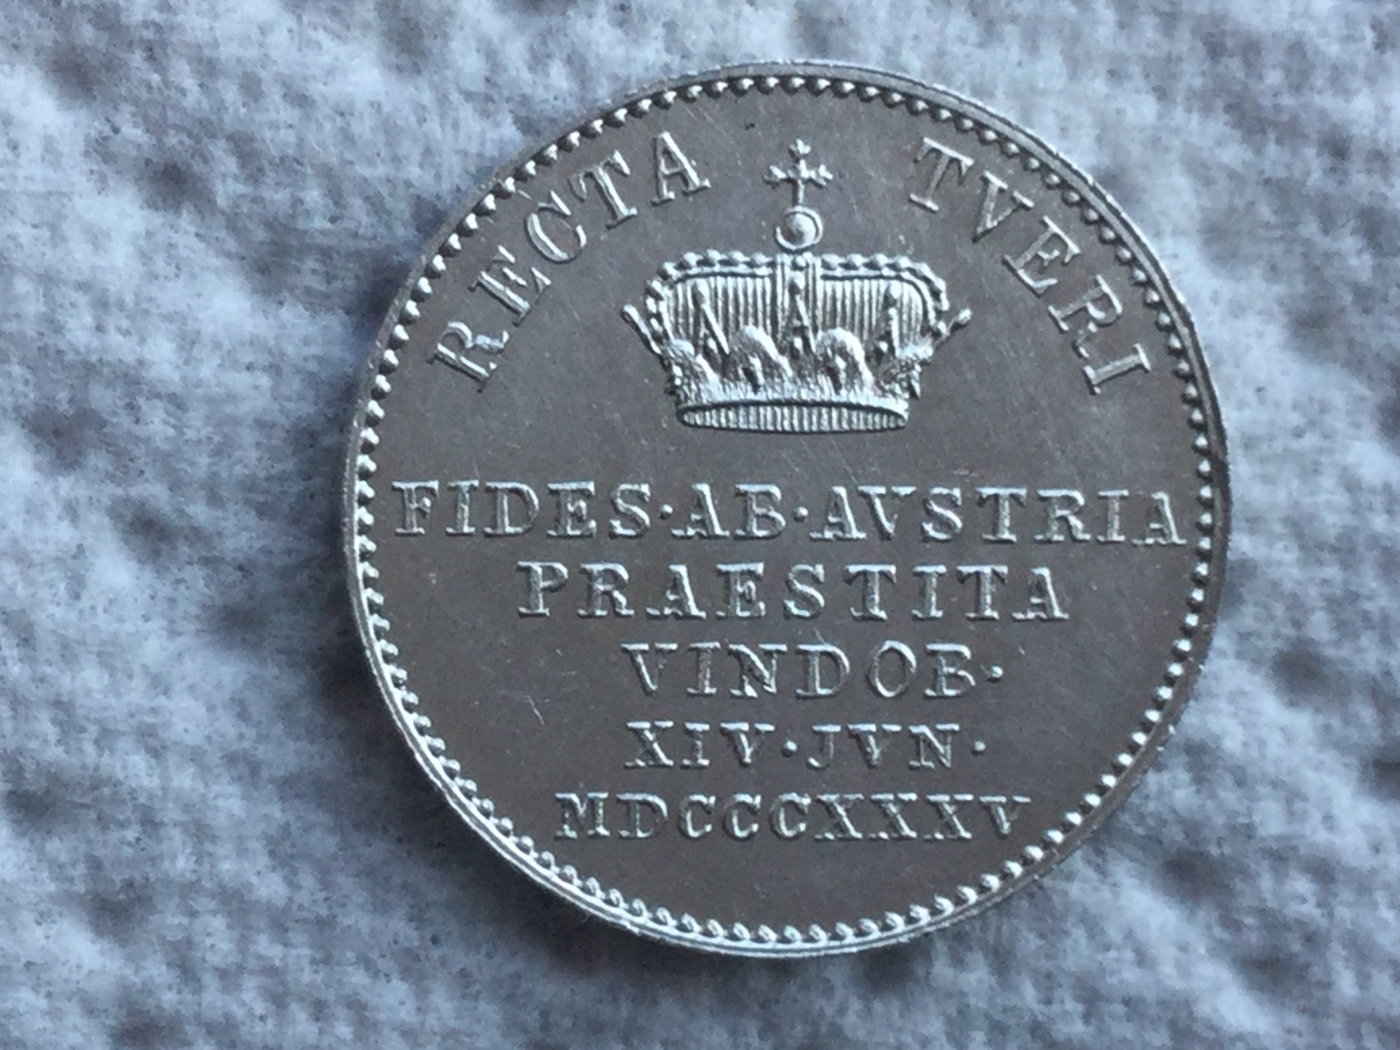 RECTA TVERI
FIDES·AB·AVSTRIA
PRAESTITA
VINDOB·
XIV·JVN·
MDCCCXXXV